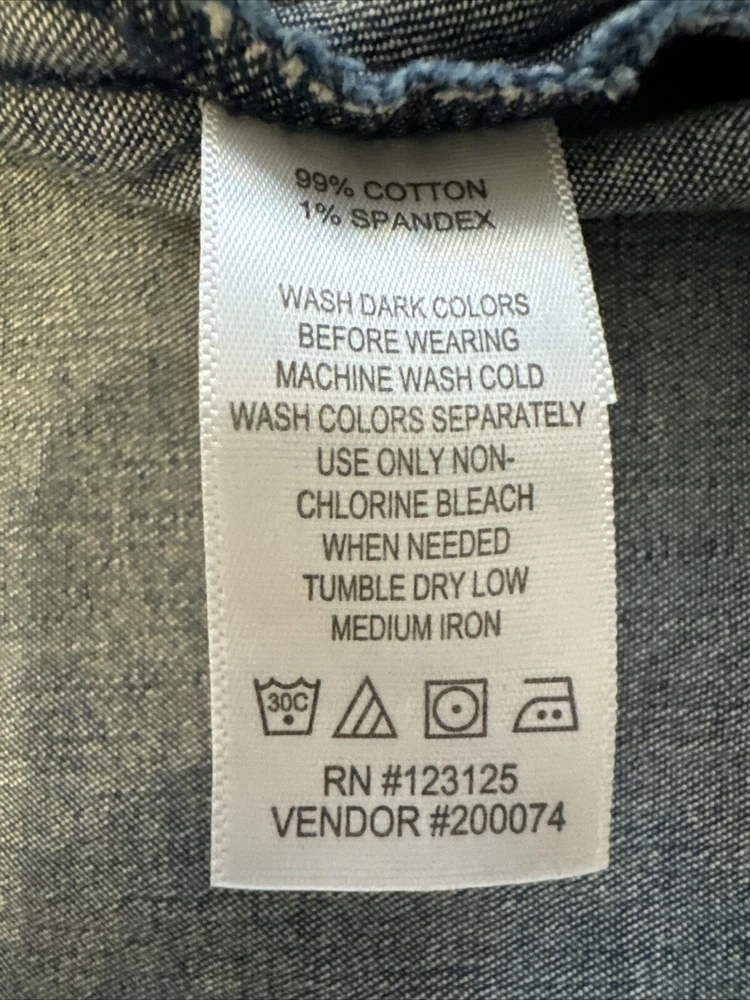 99% COTTON
1% SPANDEX
WASH DARK COLORS
BEFORE WEARING
MACHINE WASH COLD
WASH COLORS SEPARATELY
USE ONLY NON-
CHLORINE BLEACH
WHEN NEEDED
TUMBLE DRY LOW
MEDIUM IRON
30C
RN #123125
VENDOR #200074